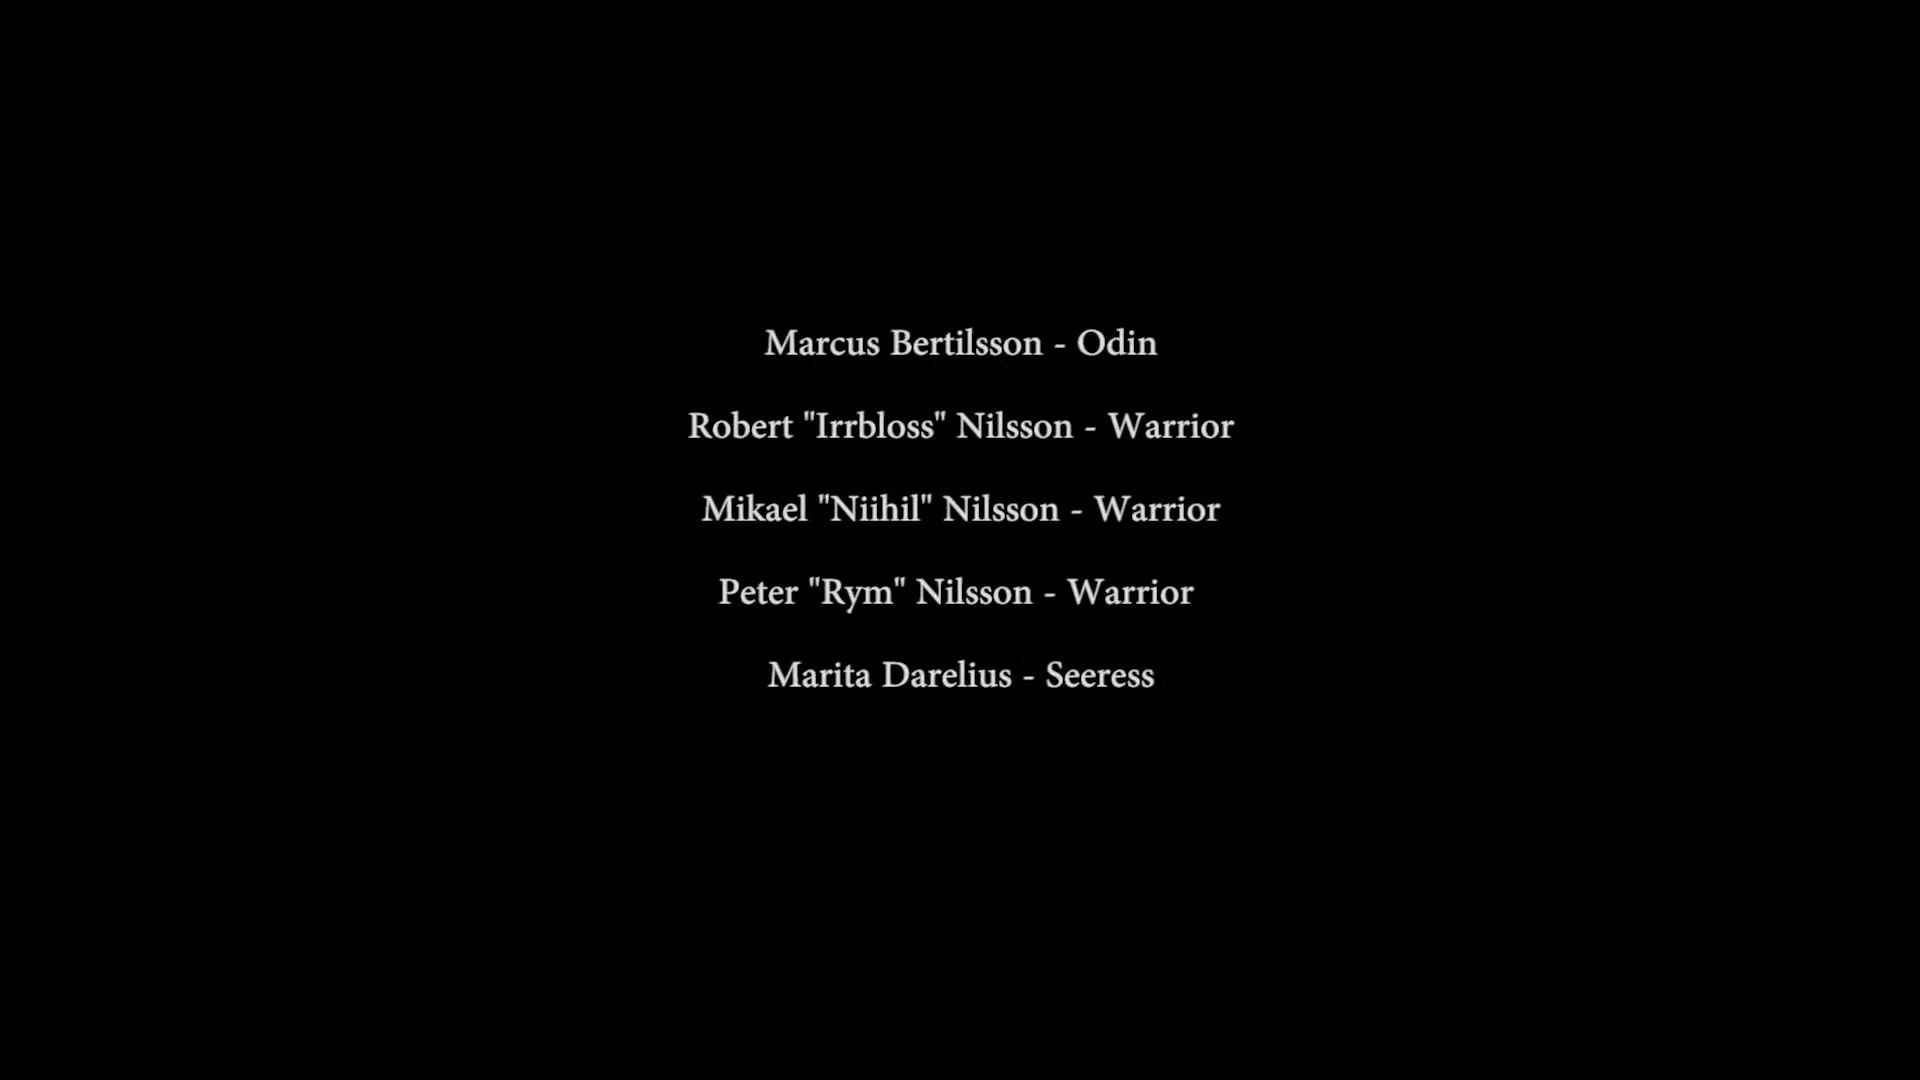 Marcus Bertilsson - Odin
Robert "Irrbloss" Nilsson - Warrior
Mikael "Niihil" Nilsson - Warrior
Peter "Rym" Nilsson - Warrior
Marita Darelius - Seeress